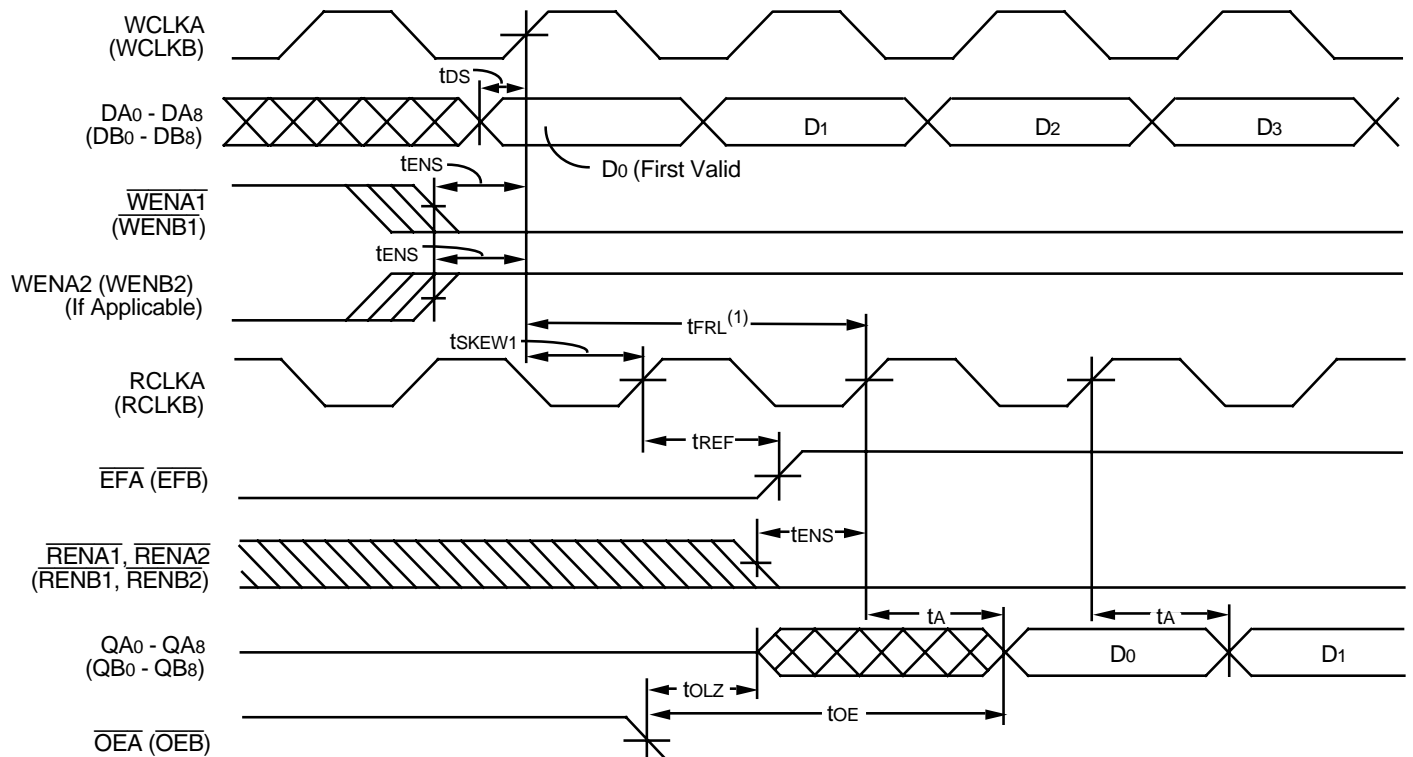 WCLKA
(WCLKB)
tDS
DA0 - DA8
(DB0 - DB8)
D1
D2
D3
D0 (First Valid
tENS
WENA1
(WENB1)
tENS
WENA2 (WENB2)
(If Applicable)
tFRL(1)
tSKEW1
RCLKA
(RCLKB)
tREF
EFA (EFB)
tENS
RENA1, RENA2
(RENB1, RENB2)
tA
tA
QA0 - QA8
(QB0 - QB8)
D0
D1
tOLZ
tOE
OEA (OEB)